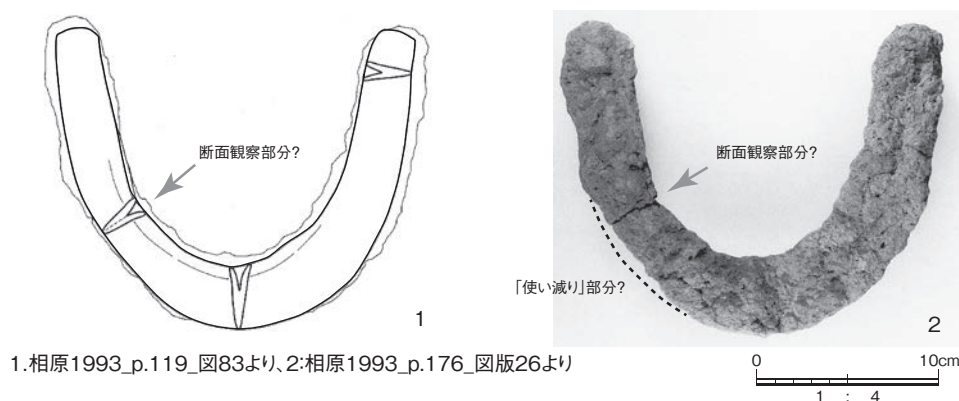 断面観察部分?
1
断面観察部分?
「使い減り」部分?
2
1.相原1993_p.119_図83より、2:相原1993_p.176_図版26より
0 10cm
1 : 4